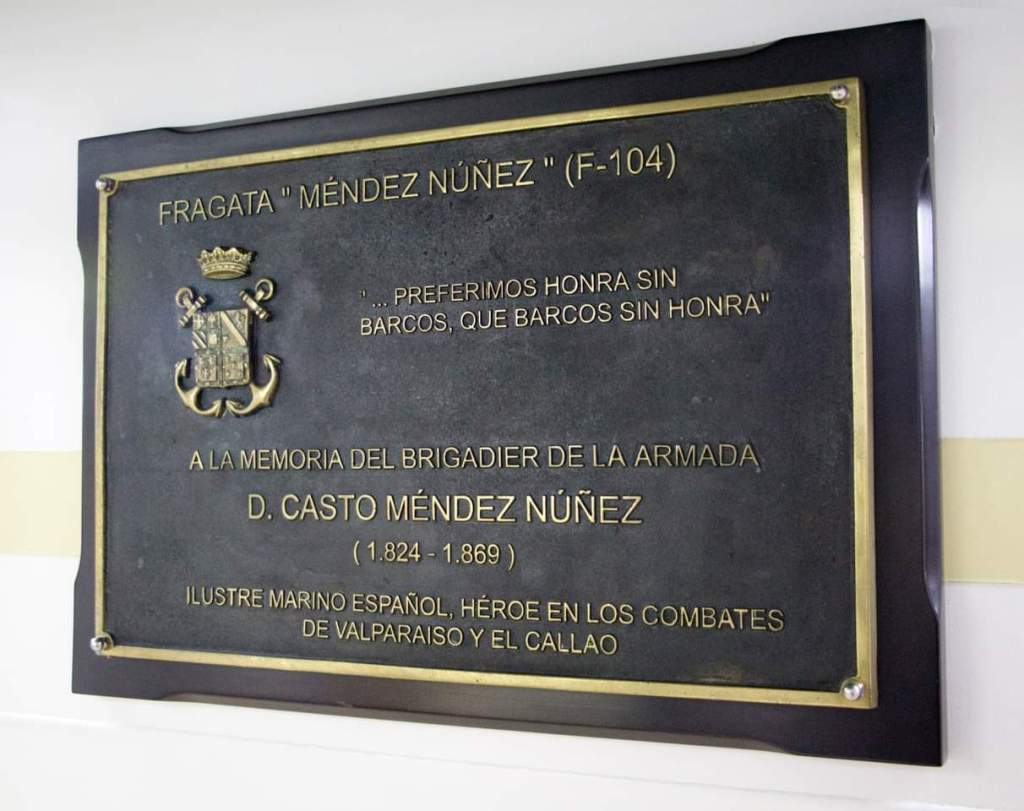 FRAGATA " MÉNDEZ NÚÑEZ " (F-104)
" ... PREFERIMOS HONRA SIN
BARCOS, QUE BARCOS SIN HONRA"
A LA MEMORIA DEL BRIGADIER DE LA ARMADA
D. CASTO MÉNDEZ NÚÑEZ
( 1.824 - 1.869 )
ILUSTRE MARINO ESPAÑOL, HÉROE EN LOS COMBATES
DE VALPARAISO Y EL CALLAO